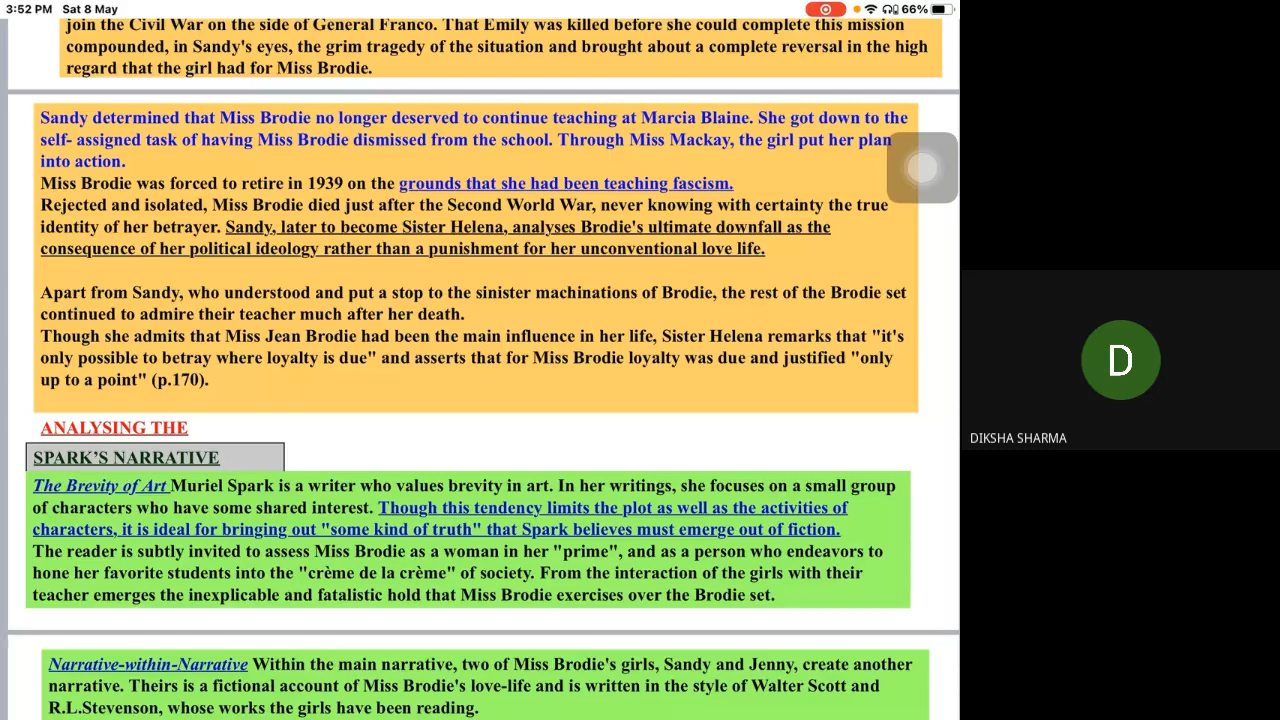 3:52 PM Sat 8 May
66%
join the Civil War on the side of General Franco. That Emily was killed before she could complete this mission
compounded, in Sandy's eyes, the grim tragedy of the situation and brought about a complete reversal in the high
regard that the girl had for Miss Brodie.
Sandy determined that Miss Brodie no longer deserved to continue teaching at Marcia Blaine. She got down to the
self- assigned task of having Miss Brodie dismissed from the school. Through Miss Mackay, the girl put her plan
into action.
Miss Brodie was forced to retire in 1939 on the grounds that she had been teaching fascism.
Rejected and isolated, Miss Brodie died just after the Second World War, never knowing with certainty the true
identity of her betrayer. Sandy, later to become Sister Helena, analyses Brodie's ultimate downfall as the
consequence of her political ideology rather than a punishment for her unconventional love life.
Apart from Sandy, who understood and put a stop to the sinister machinations of Brodie, the rest of the Brodie set
continued to admire their teacher much after her death.
Though she admits that Miss Jean Brodie had been the main influence in her life, Sister Helena remarks that "it's
only possible to betray where loyalty is due" and asserts that for Miss Brodie loyalty was due and justified "only
up to a point" (p.170).
ANALYSING THE
SPARK'S NARRATIVE
The Brevity of Art Muriel Spark is a writer who values brevity in art. In her writings, she focuses on a small group
of characters who have some shared interest. Though this tendency limits the plot as well as the activities of
characters, it is ideal for bringing out "some kind of truth" that Spark believes must emerge out of fiction.
The reader is subtly invited to assess Miss Brodie as a woman in her "prime", and as a person who endeavors to
hone her favorite students into the "crème de la crème" of society. From the interaction of the girls with their
teacher emerges the inexplicable and fatalistic hold that Miss Brodie exercises over the Brodie set.
Narrative-within-Narrative Within the main narrative, two of Miss Brodie's girls, Sandy and Jenny, create another
narrative. Theirs is a fictional account of Miss Brodie's love-life and is written in the style of Walter Scott and
R.L.Stevenson, whose works the girls have been reading.
D
DIKSHA SHARMA